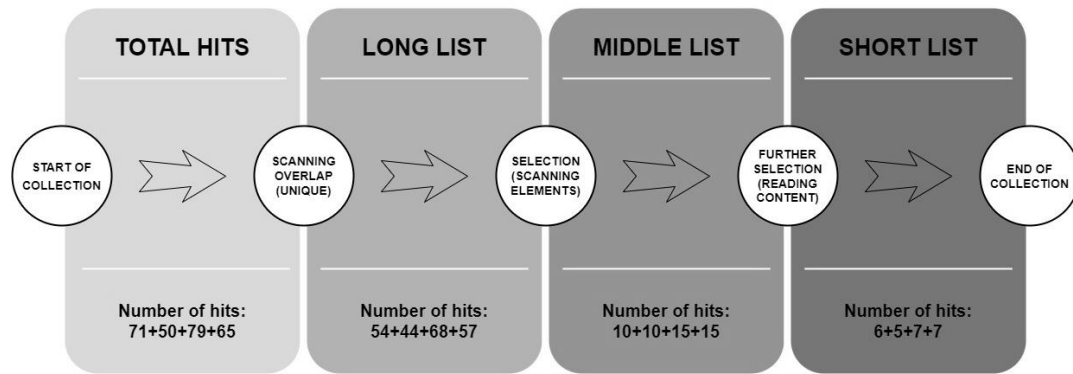 TOTAL HITS
LONG LIST
MIDDLE LIST
SHORT LIST
START OF
COLLECTION
SCANNING
OVERLAP
(UNIQUE)
SELECTION
(SCANNING
ELEMENTS)
FURTHER
SELECTION
(READING
CONTENT)
END OF
COLLECTION
Number of hits:
71+50+79+65
Number of hits:
54+44+68+57
Number of hits:
10+10+15+15
Number of hits:
6+5+7+7